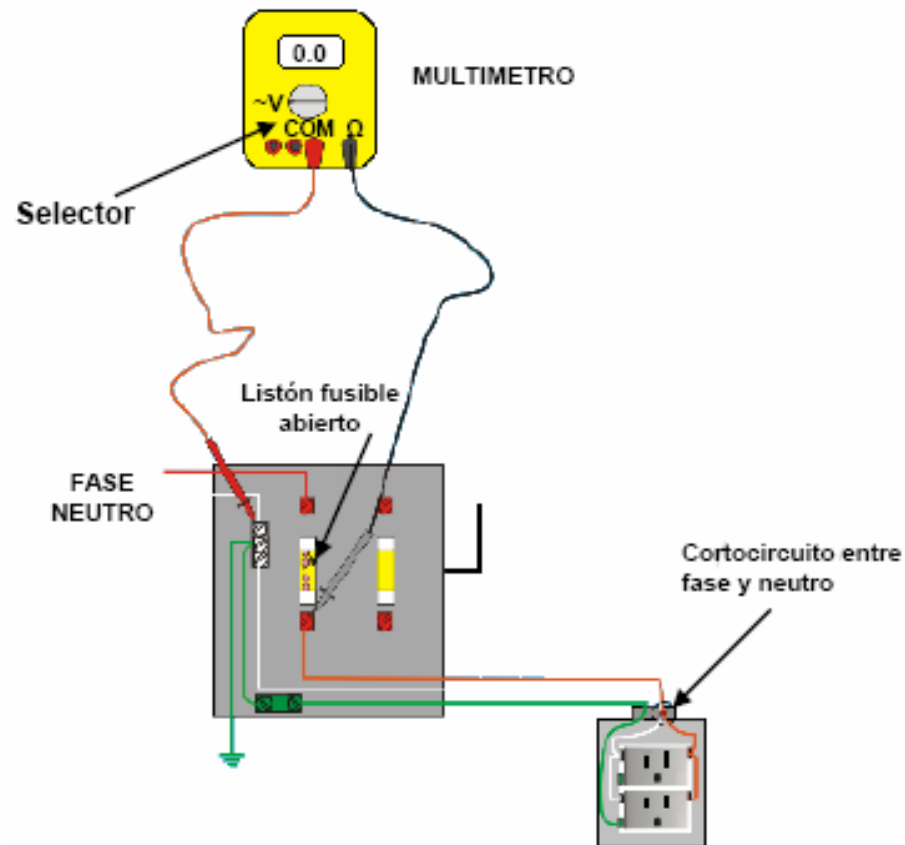 0.0
MULTIMETRO
~V
COM Ω
Selector
Listón fusible
abierto
FASE
NEUTRO
Cortocircuito entre
fase y neutro